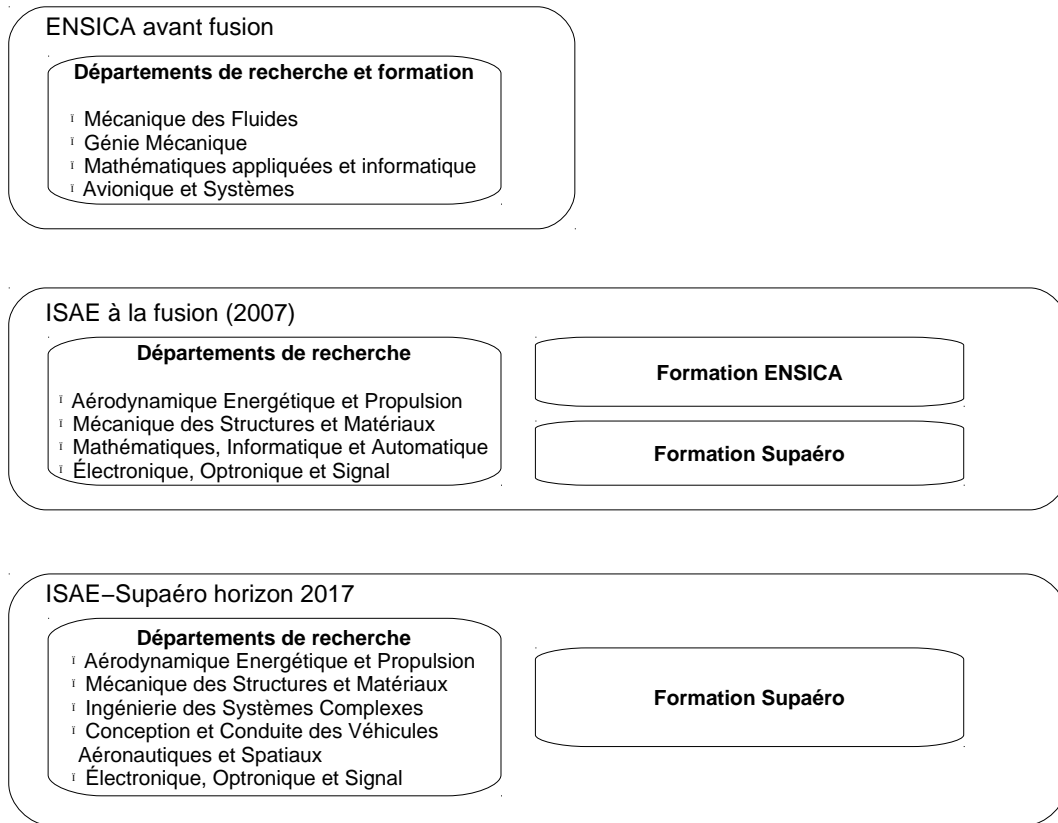 ENSICA avant fusion
Départements de recherche et formation
ï Mécanique des Fluides
ï Génie Mécanique
ï Mathématiques appliquées et informatique
ï Avionique et Systèmes
ISAE à la fusion (2007)
Départements de recherche
ï Aérodynamique Energétique et Propulsion
ï Mécanique des Structures et Matériaux
ï Mathématiques, Informatique et Automatique
ï Électronique, Optronique et Signal
Formation ENSICA
Formation Supaéro
ISAE−Supaéro horizon 2017
Départements de recherche
ï Aérodynamique Energétique et Propulsion
ï Mécanique des Structures et Matériaux
ï Ingénierie des Systèmes Complexes
ï Conception et Conduite des Véhicules
Aéronautiques et Spatiaux
ï Électronique, Optronique et Signal
Formation Supaéro